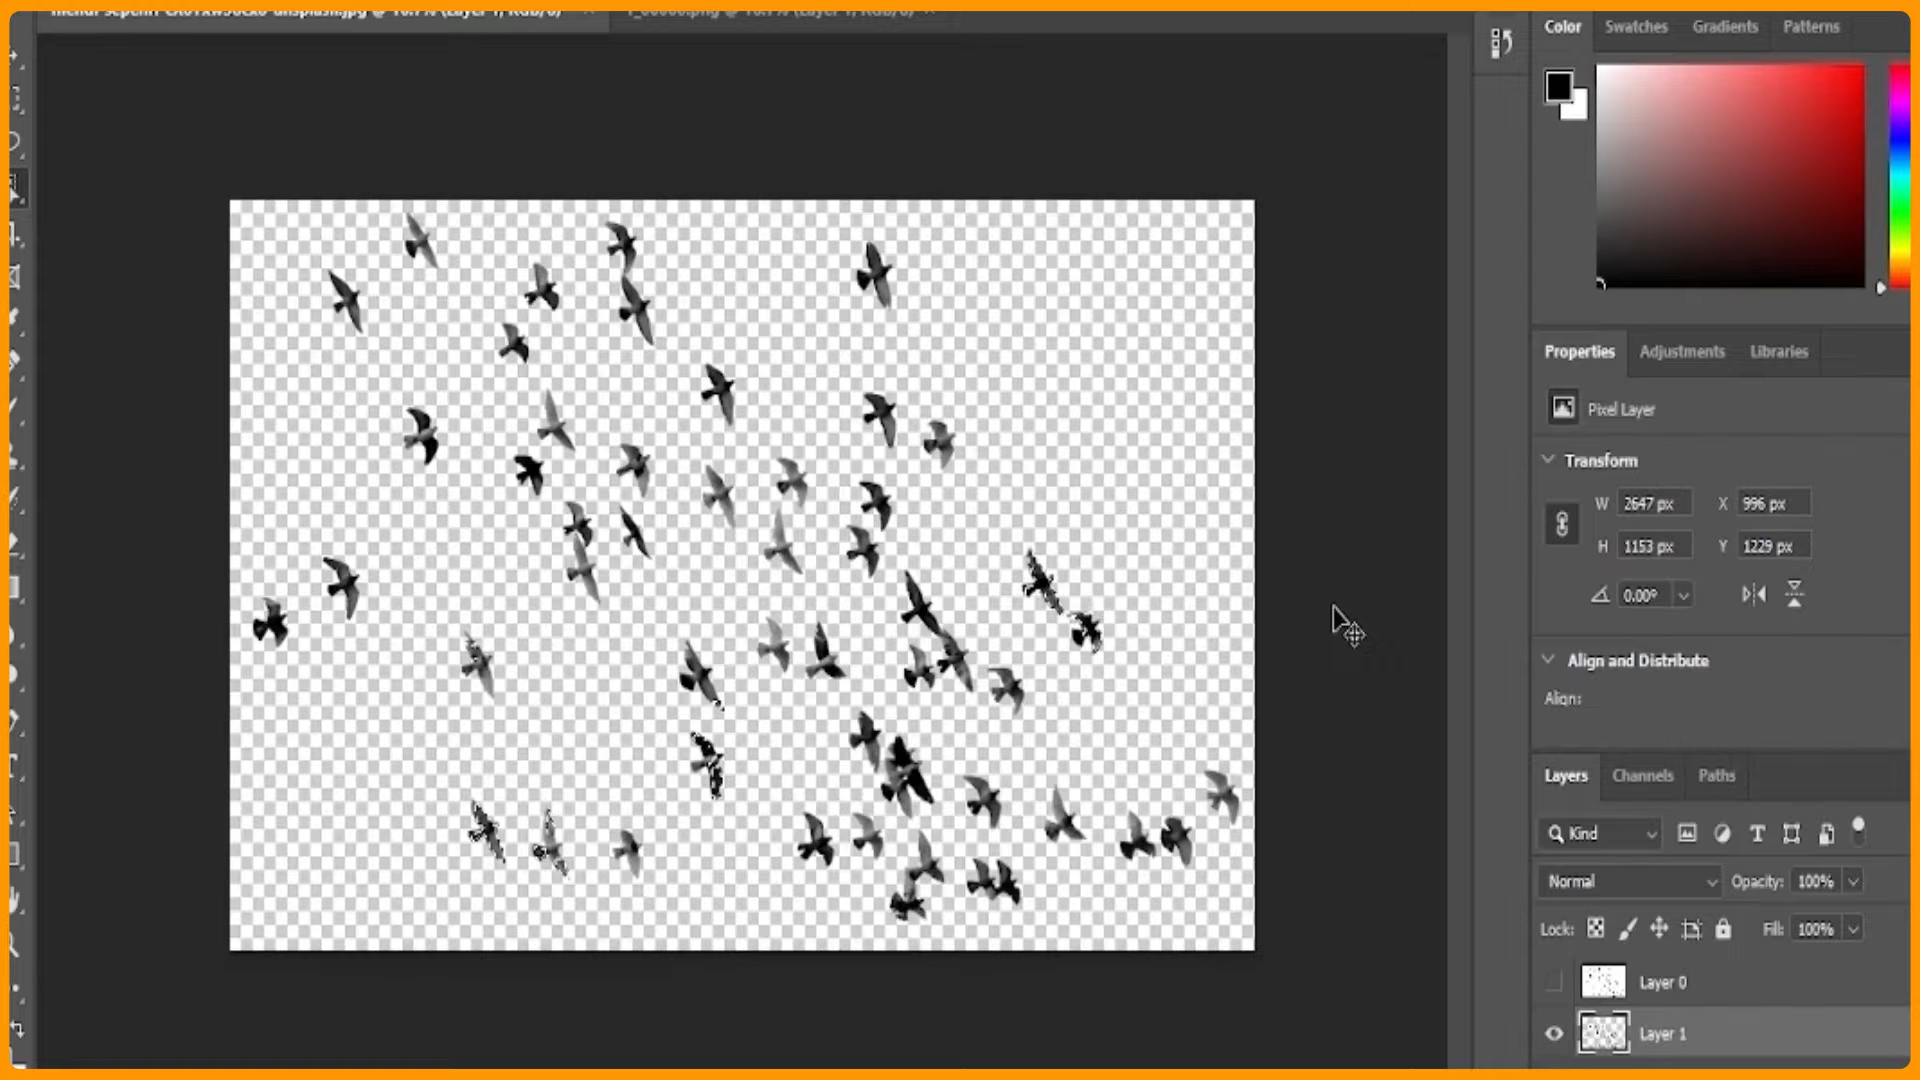 Color Swatches Gradients Patterns
Properties Adjustments Libraries
Pixel Layer
Transform
W 2647 px X 996 px
H 1153 px Y 1229 px
0.00°
Align and Distribute
Align:
Layers Channels Paths
Kind
Normal Opacity: 100%
Lock: Fill: 100%
Layer 0
Layer 1